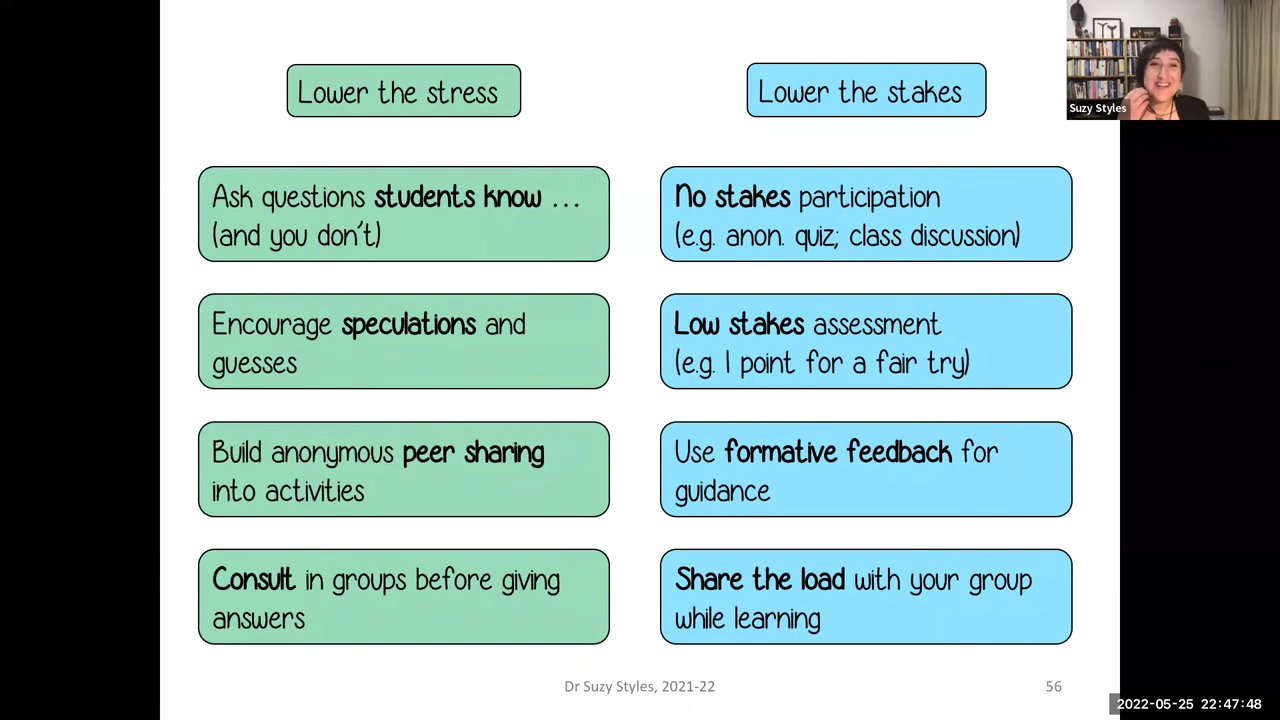 Lower the stress
Lower the stakes
Suzy Styles
Ask questions students know ...
(and you don't)
No stakes participation
(e.g. anon. quiz; class discussion)
Encourage speculations and
guesses
Low stakes assessment
(e.g. 1 point for a fair try)
Build anonymous peer sharing
into activities
Use formative feedback for
guidance
Consult in groups before giving
answers
Share the load with your group
while learning
Dr Suzy Styles, 2021-22
56
2022-05-25 22:47:48